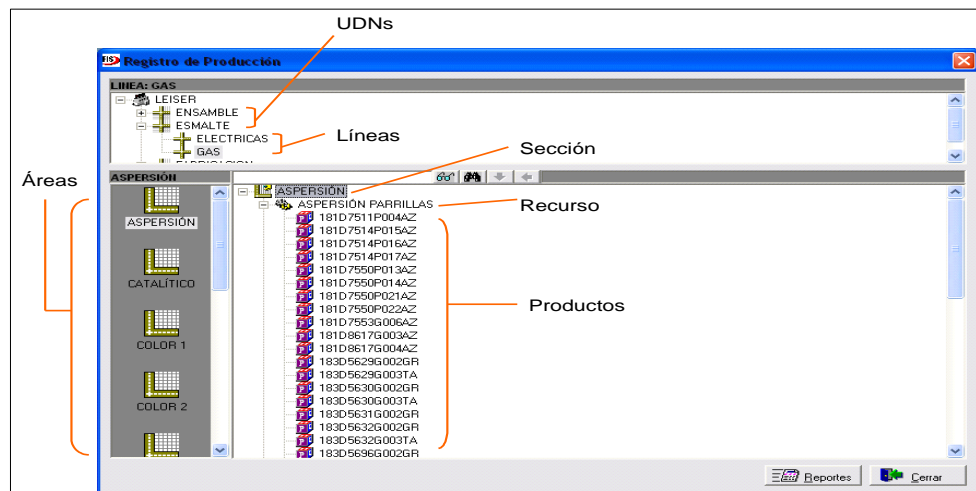 UDNs
FIS Registro de Producción
LINEA: GAS
LEISER
ENSAMBLE
ESMALTE
ELECTRICAS
GAS
FABRICACION
Líneas
Sección
Áreas
ASPERSIÓN
ASPERSIÓN
CATALÍTICO
COLOR 1
COLOR 2
ASPERSIÓN
ASPERSIÓN PARRILLAS
Recurso
181D7511P004AZ
181D7514P015AZ
181D7514P016AZ
181D7514P017AZ
181D7550P013AZ
181D7550P014AZ
181D7550P021AZ
181D7550P022AZ
181D7553G006AZ
181D8617G003AZ
181D8617G004AZ
183D5629G002GR
183D5629G003TA
183D5630G002GR
183D5630G003TA
183D5631G002GR
183D5632G002GR
183D5632G003TA
183D5696G002GR
Productos
Reportes
Cerrar